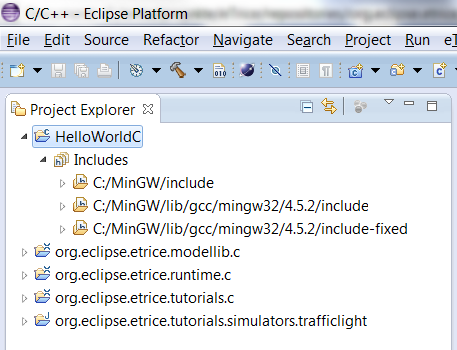 C/C++ - Eclipse Platform
File Edit Source Refactor Navigate Search Project Run eT
Project Explorer
HelloWorldC
Includes
C:/MinGW/include
C:/MinGW/lib/gcc/mingw32/4.5.2/include
C:/MinGW/lib/gcc/mingw32/4.5.2/include-fixed
org.eclipse.etrice.modellib.c
org.eclipse.etrice.runtime.c
org.eclipse.etrice.tutorials.c
org.eclipse.etrice.tutorials.simulators.trafficlight